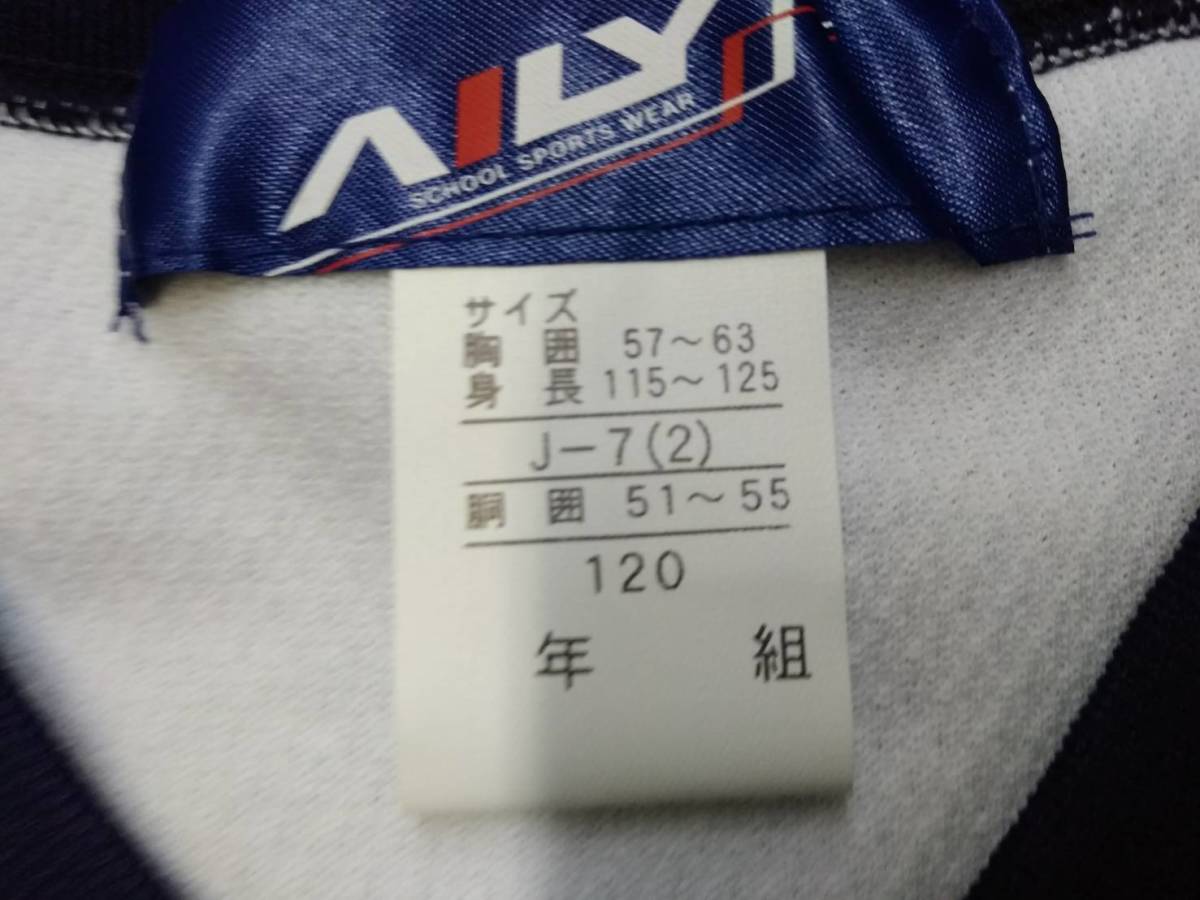 AILY
SCHOOL SPORTS WEAR
サイズ
胸囲 57〜63
身長 115〜125
J-7(2)
胴囲 51〜55
120
年 組